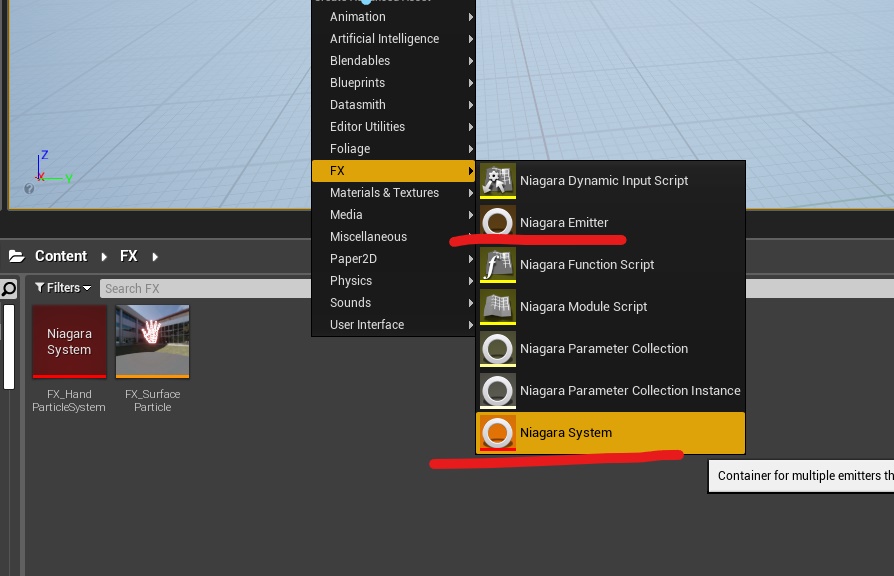 Animation
Artificial Intelligence
Blendables
Blueprints
Datasmith
Editor Utilities
Foliage
FX
Materials & Textures
Media
Miscellaneous
Paper2D
Physics
Sounds
User Interface
Niagara Dynamic Input Script
Niagara Emitter
Niagara Function Script
Niagara Module Script
Niagara Parameter Collection
Niagara Parameter Collection Instance
Niagara System
Container for multiple emitters th
Z
X
Y
?
Content
FX
Filters
Search FX
Niagara
System
FX_Hand
ParticleSystem
FX_Surface
Particle